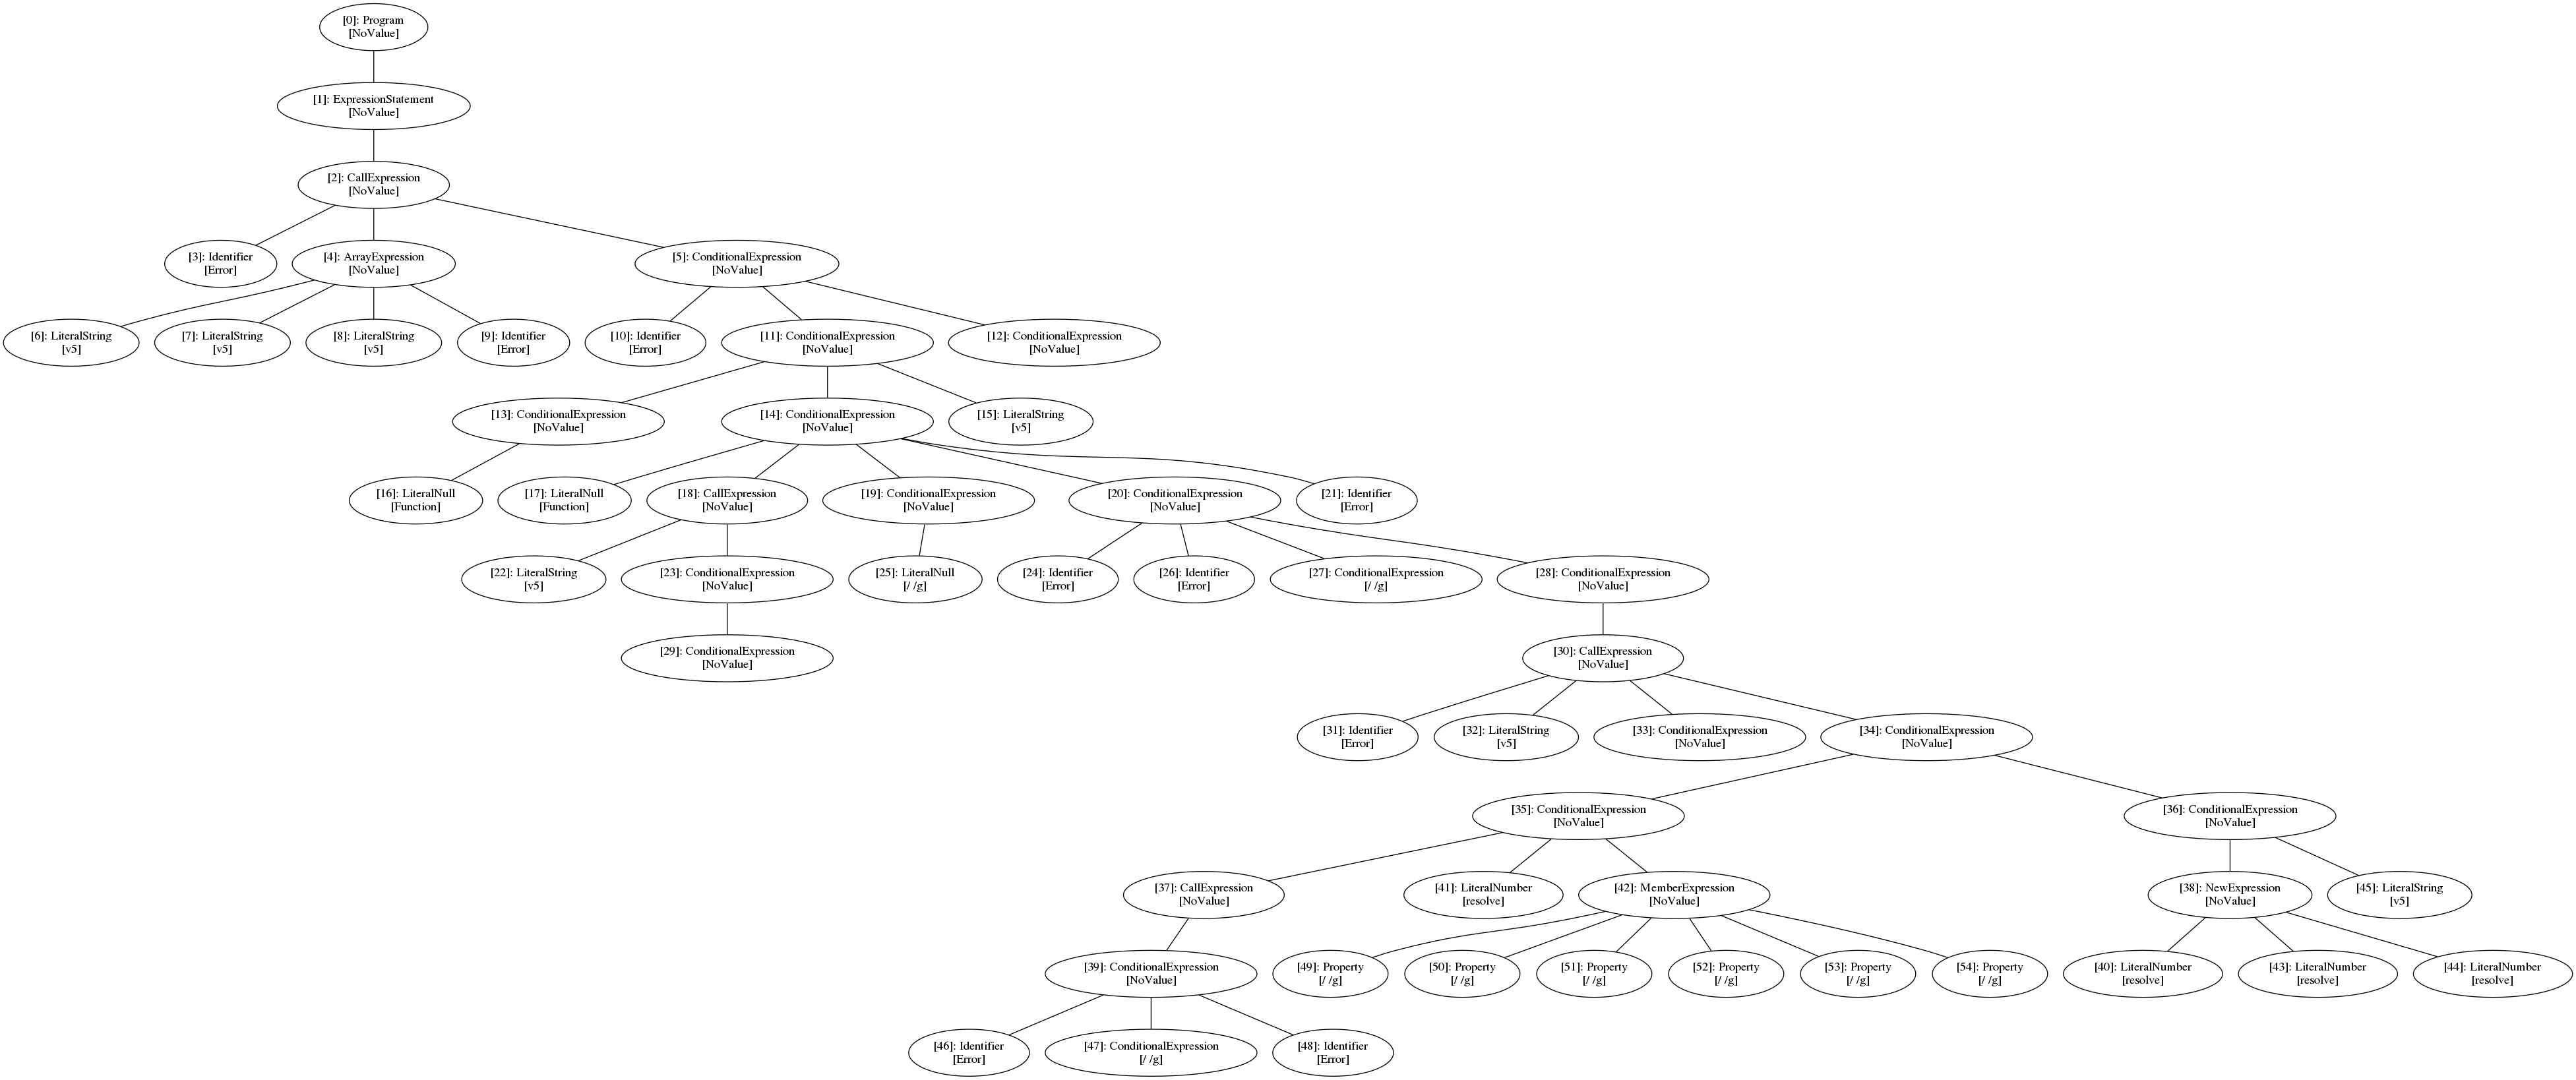 [0]: Program
[NoValue]
[1]: ExpressionStatement
[NoValue]
[2]: CallExpression
[NoValue]
[3]: Identifier
[Error]
[4]: ArrayExpression
[NoValue]
[5]: ConditionalExpression
[NoValue]
[6]: LiteralString
[v5]
[7]: LiteralString
[v5]
[8]: LiteralString
[v5]
[9]: Identifier
[Error]
[10]: Identifier
[Error]
[11]: ConditionalExpression
[NoValue]
[12]: ConditionalExpression
[NoValue]
[13]: ConditionalExpression
[NoValue]
[14]: ConditionalExpression
[NoValue]
[15]: LiteralString
[v5]
[16]: LiteralNull
[Function]
[17]: LiteralNull
[Function]
[18]: CallExpression
[NoValue]
[19]: ConditionalExpression
[NoValue]
[20]: ConditionalExpression
[NoValue]
[21]: Identifier
[Error]
[22]: LiteralString
[v5]
[23]: ConditionalExpression
[NoValue]
[25]: LiteralNull
[/ /g]
[24]: Identifier
[Error]
[26]: Identifier
[Error]
[27]: ConditionalExpression
[/ /g]
[28]: ConditionalExpression
[NoValue]
[29]: ConditionalExpression
[NoValue]
[30]: CallExpression
[NoValue]
[31]: Identifier
[Error]
[32]: LiteralString
[v5]
[33]: ConditionalExpression
[NoValue]
[34]: ConditionalExpression
[NoValue]
[35]: ConditionalExpression
[NoValue]
[36]: ConditionalExpression
[NoValue]
[37]: CallExpression
[NoValue]
[41]: LiteralNumber
[resolve]
[42]: MemberExpression
[NoValue]
[38]: NewExpression
[NoValue]
[45]: LiteralString
[v5]
[39]: ConditionalExpression
[NoValue]
[49]: Property
[/ /g]
[50]: Property
[/ /g]
[51]: Property
[/ /g]
[52]: Property
[/ /g]
[53]: Property
[/ /g]
[54]: Property
[/ /g]
[40]: LiteralNumber
[resolve]
[43]: LiteralNumber
[resolve]
[44]: LiteralNumber
[resolve]
[46]: Identifier
[Error]
[47]: ConditionalExpression
[/ /g]
[48]: Identifier
[Error]